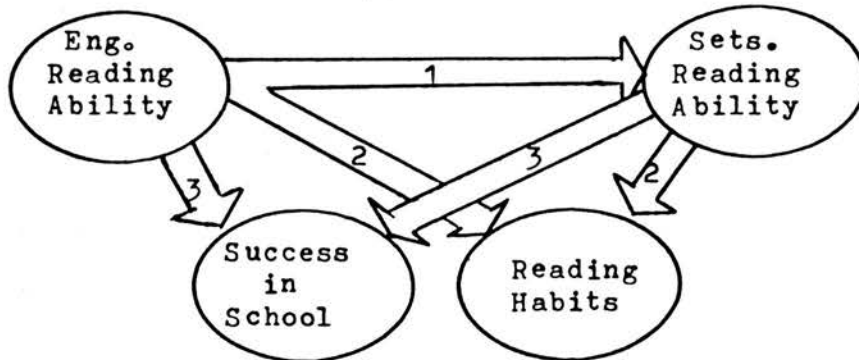 Eng.
Reading
Ability
Sets.
Reading
Ability
1
2
3
3
2
Success
in
School
Reading
Habits